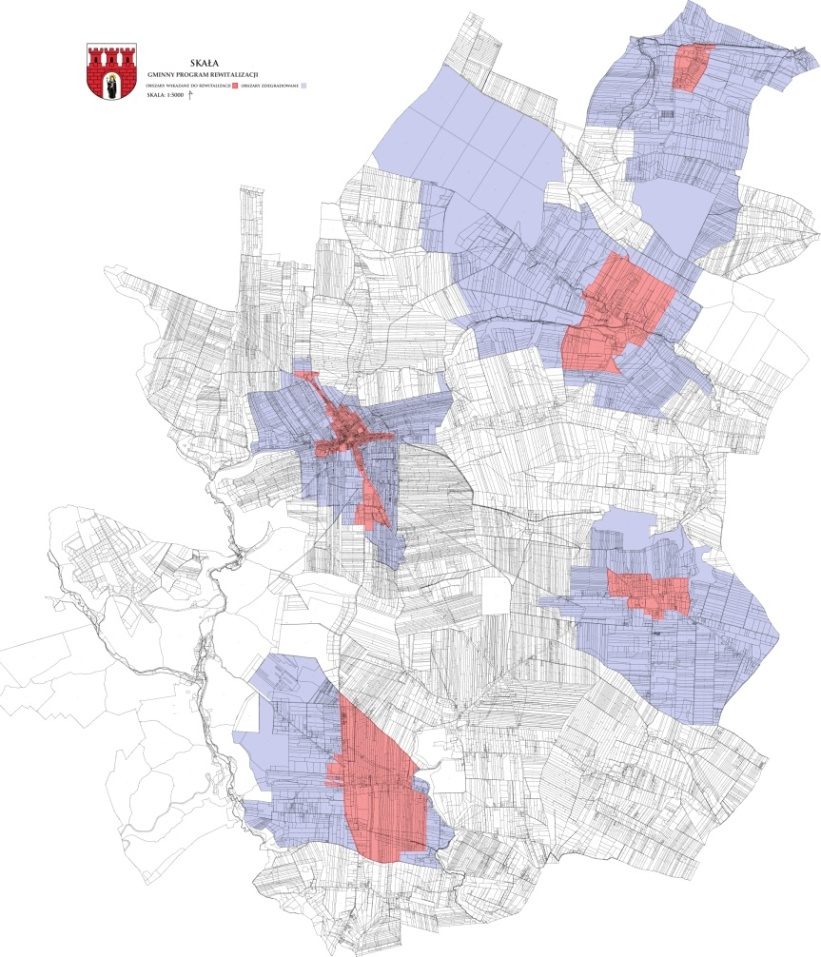 SKAŁA
GMINNY PROGRAM REWITALIZACJI
OBSZARY WSKAZANE DO REWITALIZACJI OBSZARY ZDEGRADOWANE
SKALA: 1:5000